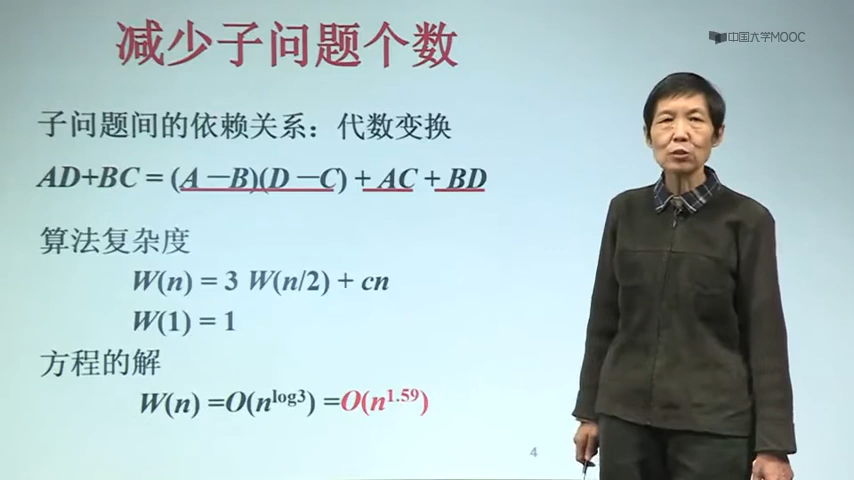 减少子问题个数
中国大学MOOC
子问题间的依赖关系：代数变换
AD+BC = (A －B)(D －C) + AC + BD
算法复杂度
W(n) = 3 W(n/2) + cn
W(1) = 1
方程的解
W(n) =O(n^log3) =O(n^1.59)
4